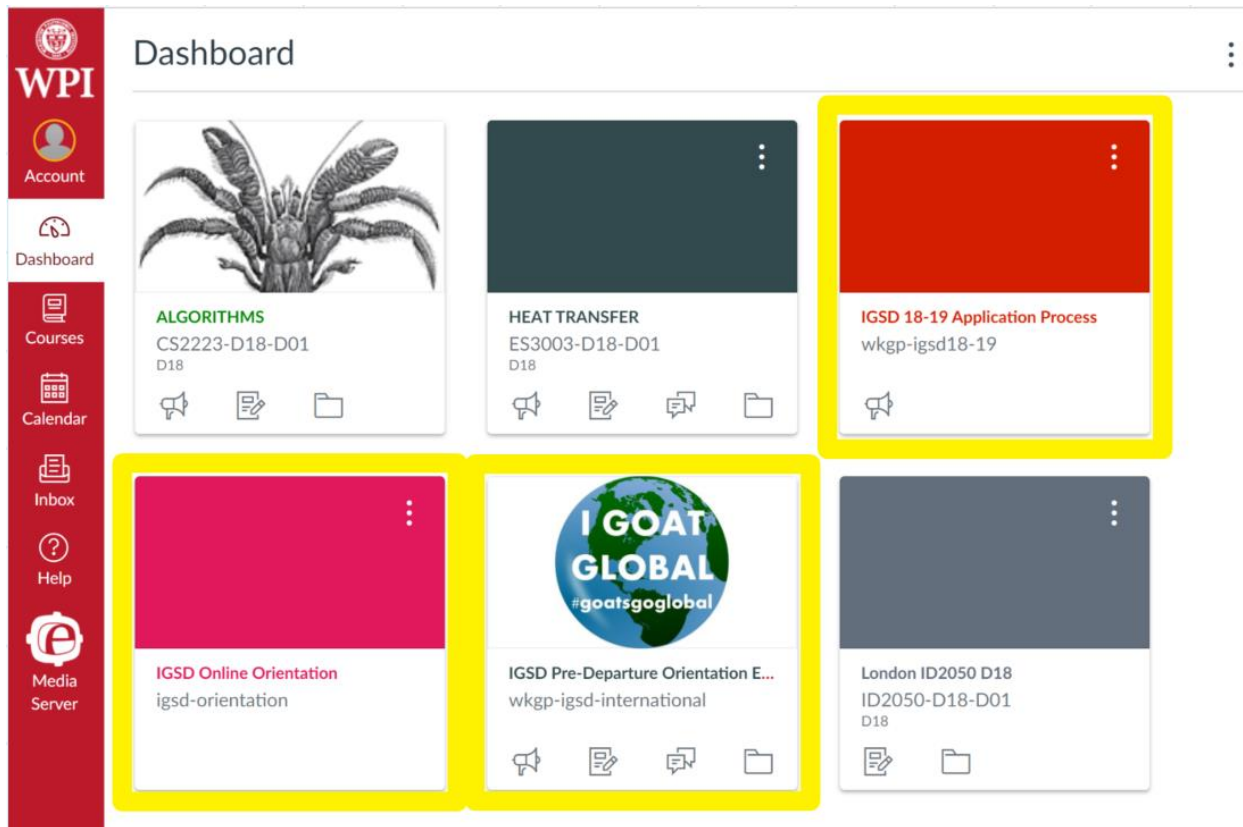 WPI
Account
Dashboard
Courses
Calendar
Inbox
Help
Media
Server
Dashboard
ALGORITHMS
CS2223-D18-D01
D18
HEAT TRANSFER
ES3003-D18-D01
D18
IGSD 18-19 Application Process
wkgp-igsd18-19
IGSD Online Orientation
igsd-orientation
I GOAT
GLOBAL
#goatsgoglobal
IGSD Pre-Departure Orientation E...
wkgp-igsd-international
London ID2050 D18
ID2050-D18-D01
D18